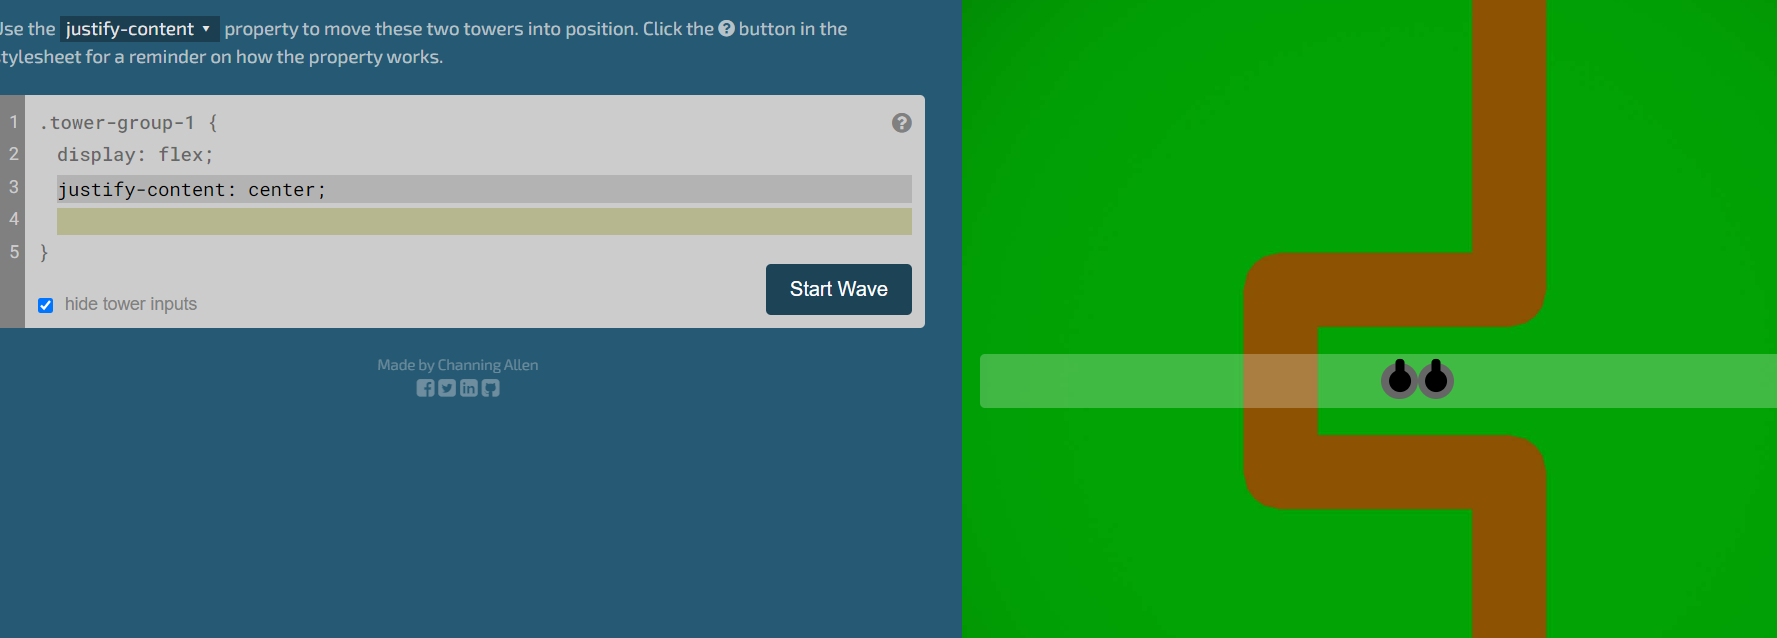 Use the justify-content ▾ property to move these two towers into position. Click the ? button in the
stylesheet for a reminder on how the property works.
1 .tower-group-1 {
?
2 display: flex;
3 justify-content: center;
4
5 }
hide tower inputs
Start Wave
Made by Channing Allen